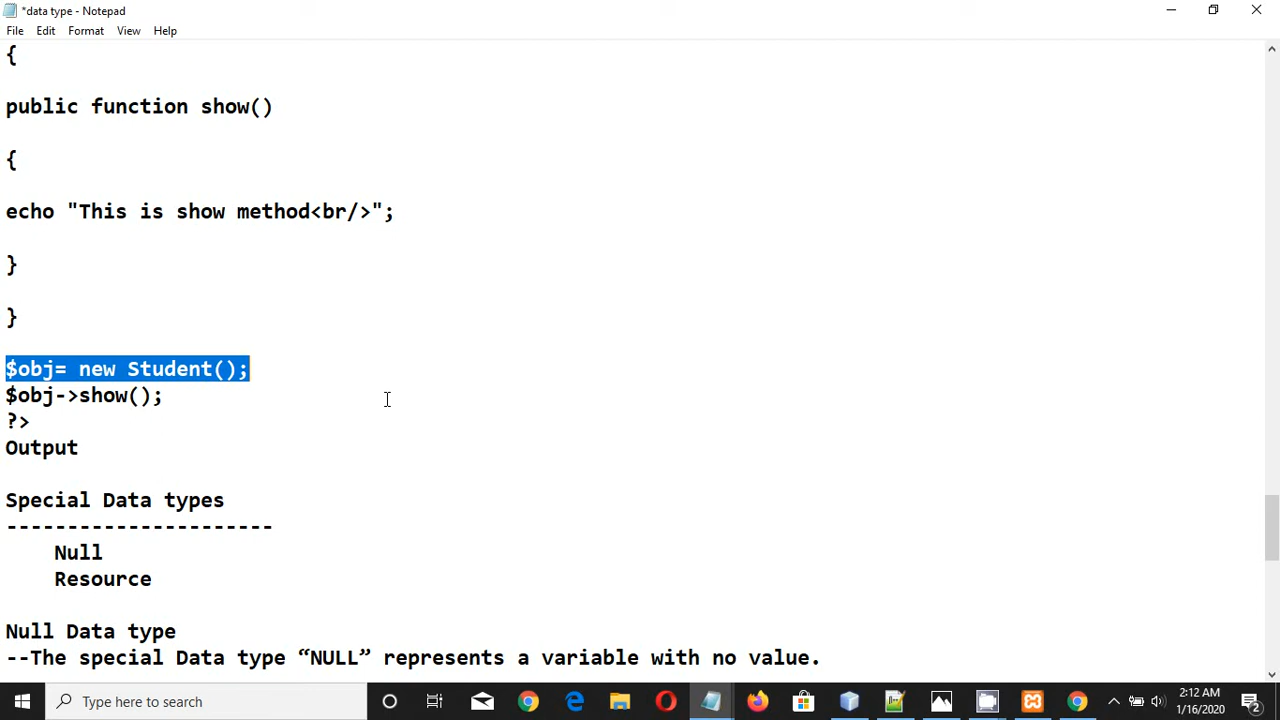 *data type - Notepad
File Edit Format View Help
{
public function show()
{
echo "This is show method<br/>";
}
}
$obj= new Student();
$obj->show();
?>
Output
Special Data types
----------------------
Null
Resource
Null Data type
--The special Data type “NULL” represents a variable with no value.
Type here to search
2:12 AM
1/16/2020
2